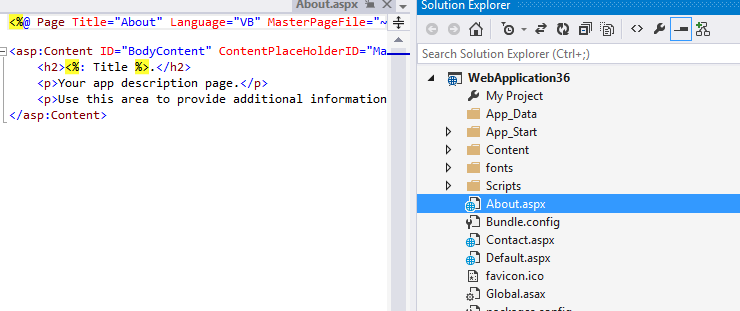 About.aspx
Solution Explorer
<%@ Page Title="About" Language="VB" MasterPageFile="~
<asp:Content ID="BodyContent" ContentPlaceHolderID="Ma
<h2><%: Title %>.</h2>
<p>Your app description page.</p>
<p>Use this area to provide additional information
</asp:Content>
Search Solution Explorer (Ctrl+;)
WebApplication36
My Project
App_Data
App_Start
Content
fonts
Scripts
About.aspx
Bundle.config
Contact.aspx
Default.aspx
favicon.ico
Global.asax
packages.config